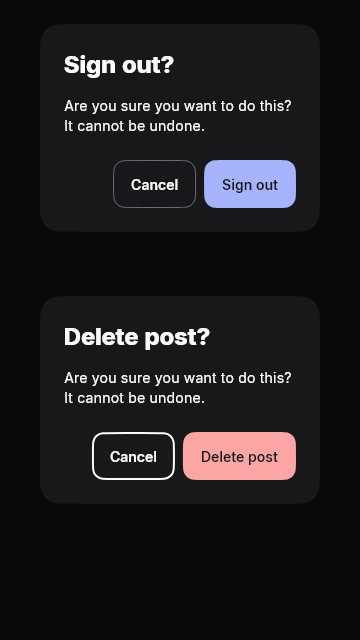 Sign out?
Are you sure you want to do this?
It cannot be undone.
Cancel
Sign out
Delete post?
Are you sure you want to do this?
It cannot be undone.
Cancel
Delete post